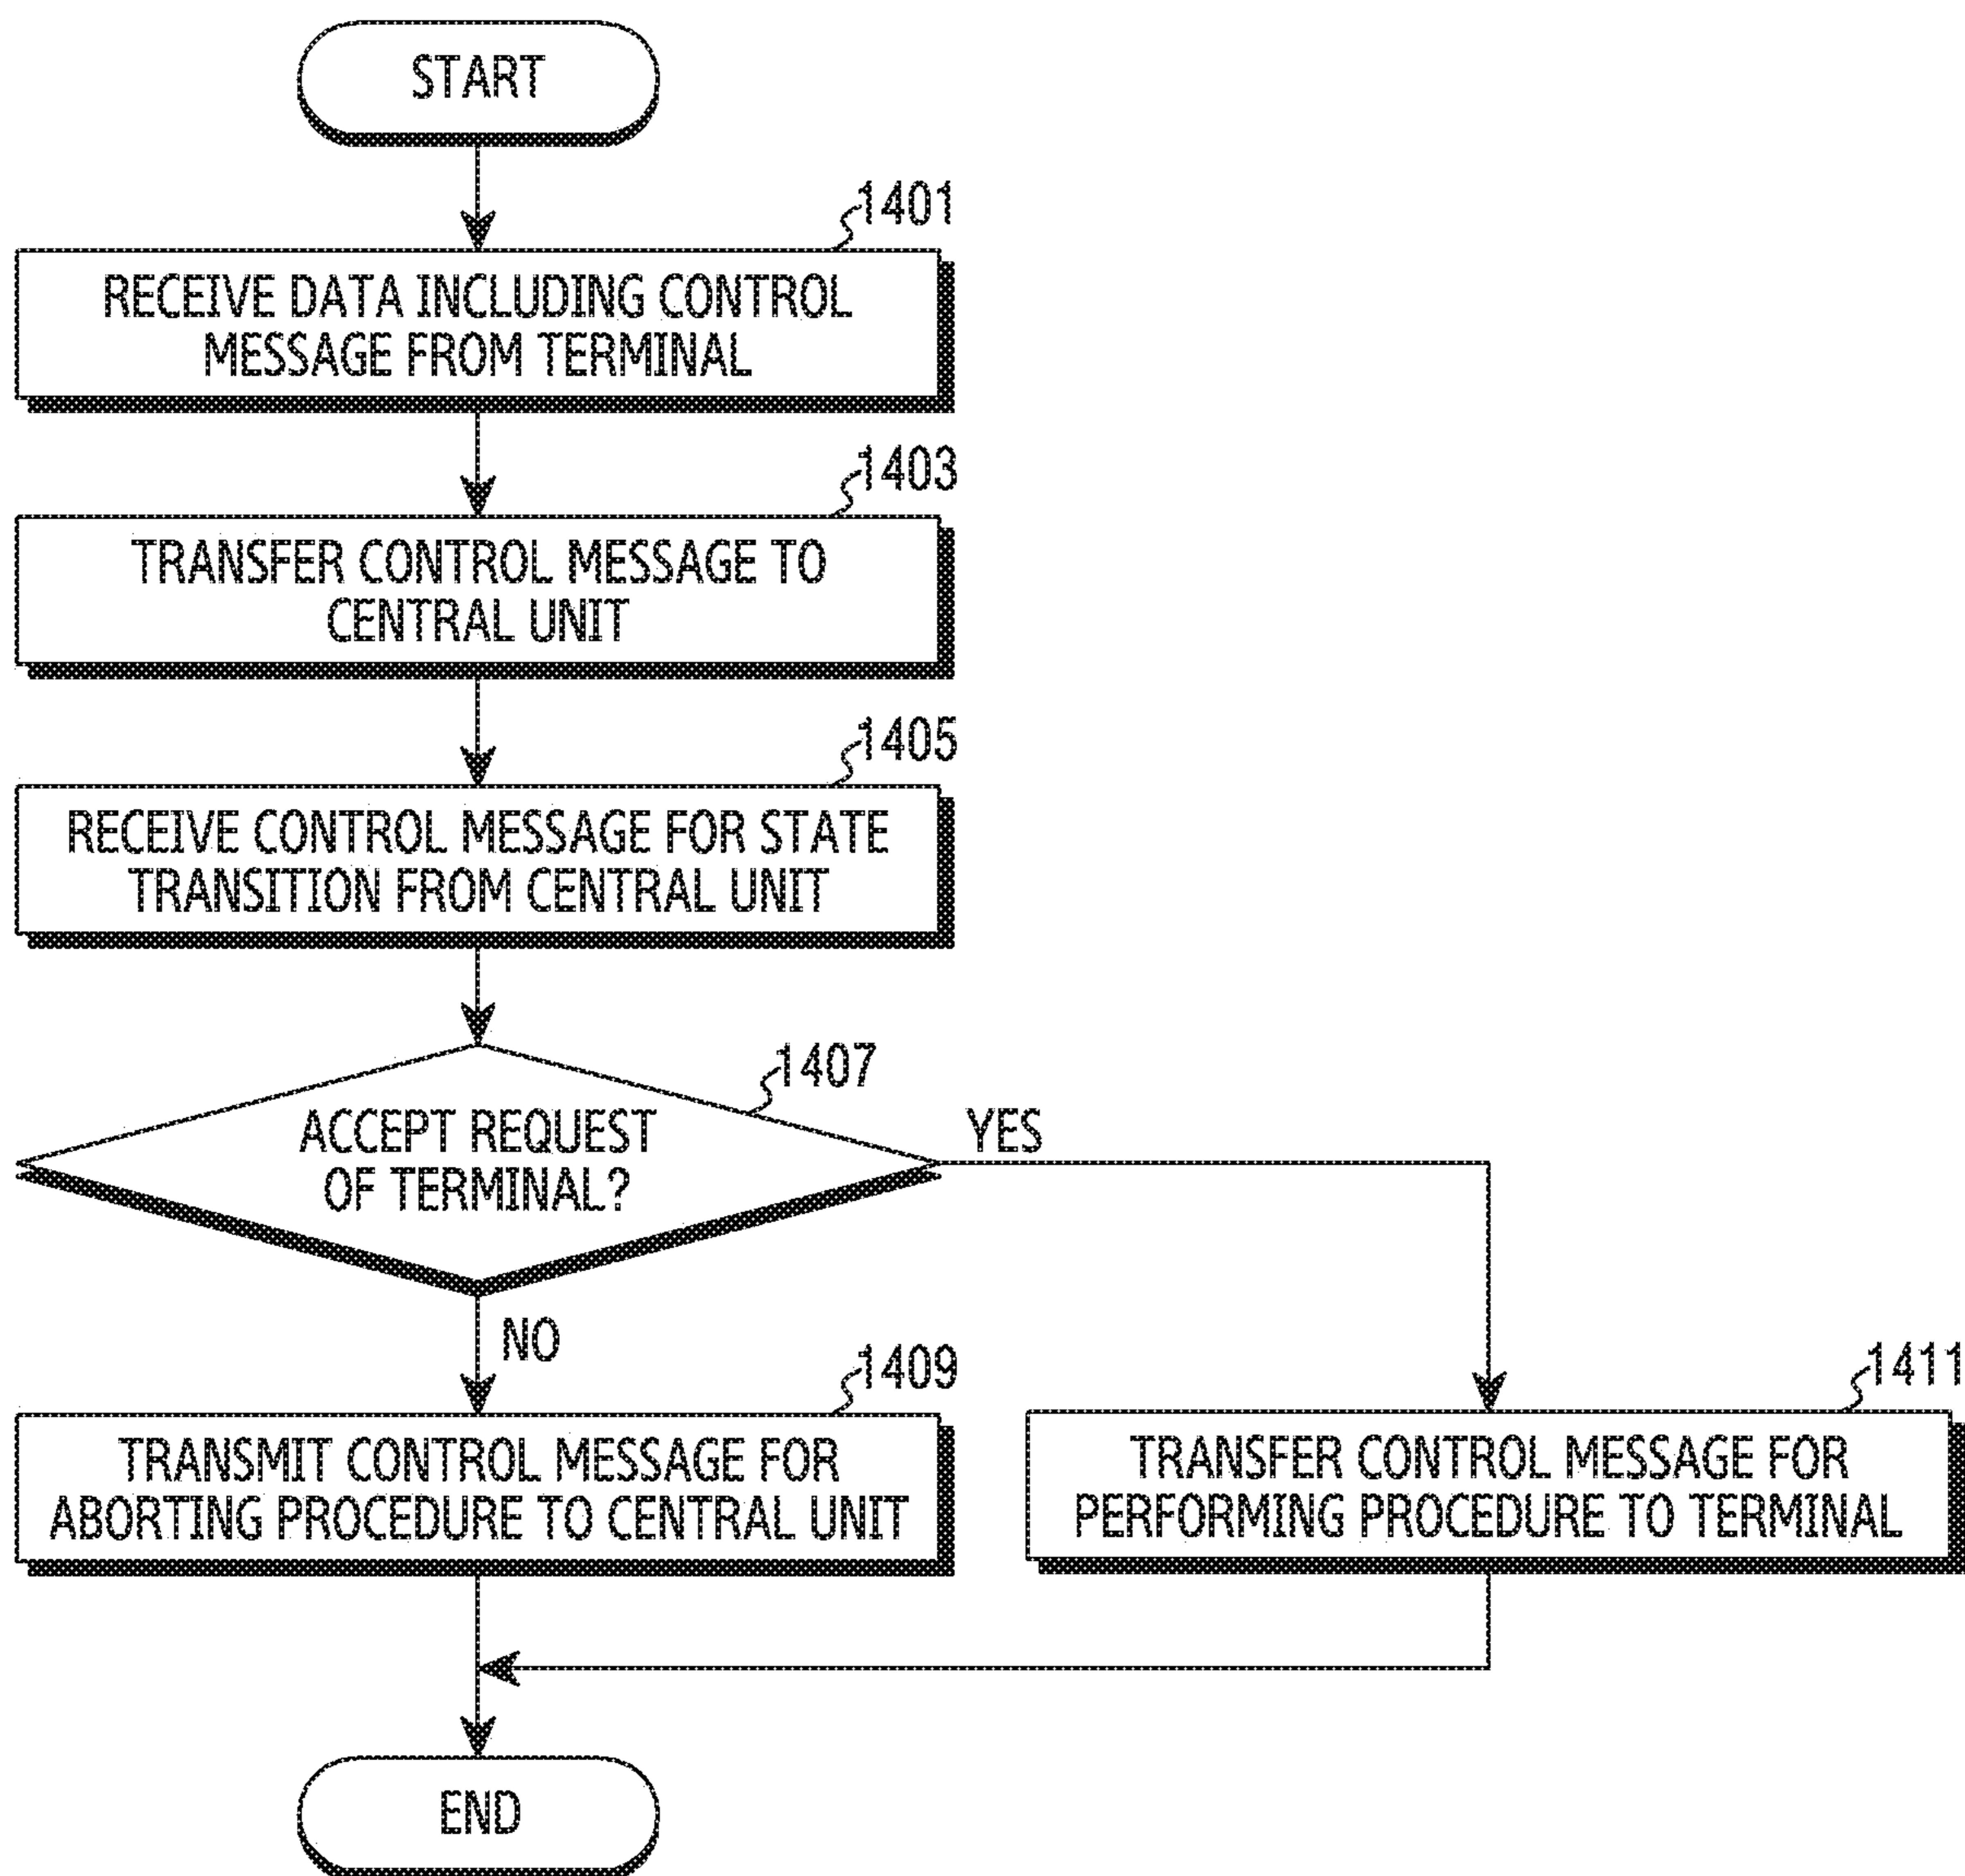 START
1401
RECEIVE DATA INCLUDING CONTROL
MESSAGE FROM TERMINAL
1403
TRANSFER CONTROL MESSAGE TO
CENTRAL UNIT
1405
RECEIVE CONTROL MESSAGE FOR STATE
TRANSITION FROM CENTRAL UNIT
1407
ACCEPT REQUEST
OF TERMINAL?
YES
NO
1409
TRANSMIT CONTROL MESSAGE FOR
ABORTING PROCEDURE TO CENTRAL UNIT
1411
TRANSFER CONTROL MESSAGE FOR
PERFORMING PROCEDURE TO TERMINAL
END